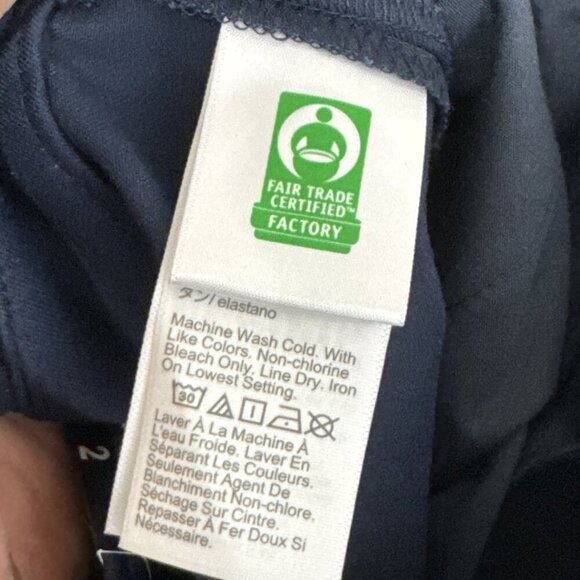 FAIR TRADE
CERTIFIED™
FACTORY
タン/ elastano
Machine Wash Cold. With
Like Colors. Non-chlorine
Bleach Only. Line Dry. Iron
On Lowest Setting.
30
Laver À La Machine À
L'eau Froide. Laver En
Séparant Les Couleurs.
Seulement Agent De
Blanchiment Non-chlore.
Séchage Sur Cintre.
Repasser À Fer Doux Si
Nécessaire.
2